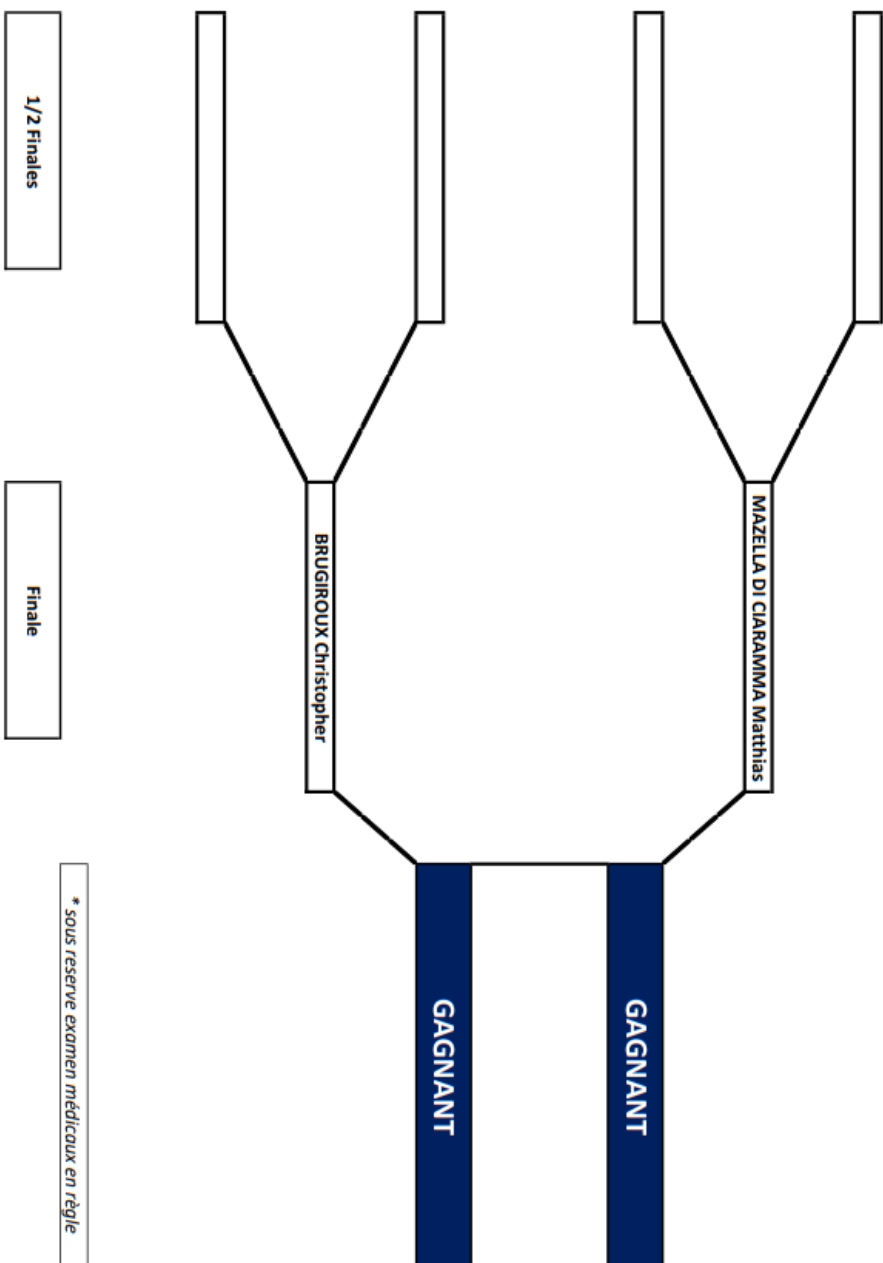 MAZELLA DI CIARAMMA Matthias
GAGNANT
GAGNANT
BRUGIROUX Christopher
* sous reserve examen médicaux en règle
1/2 Finales
Finale